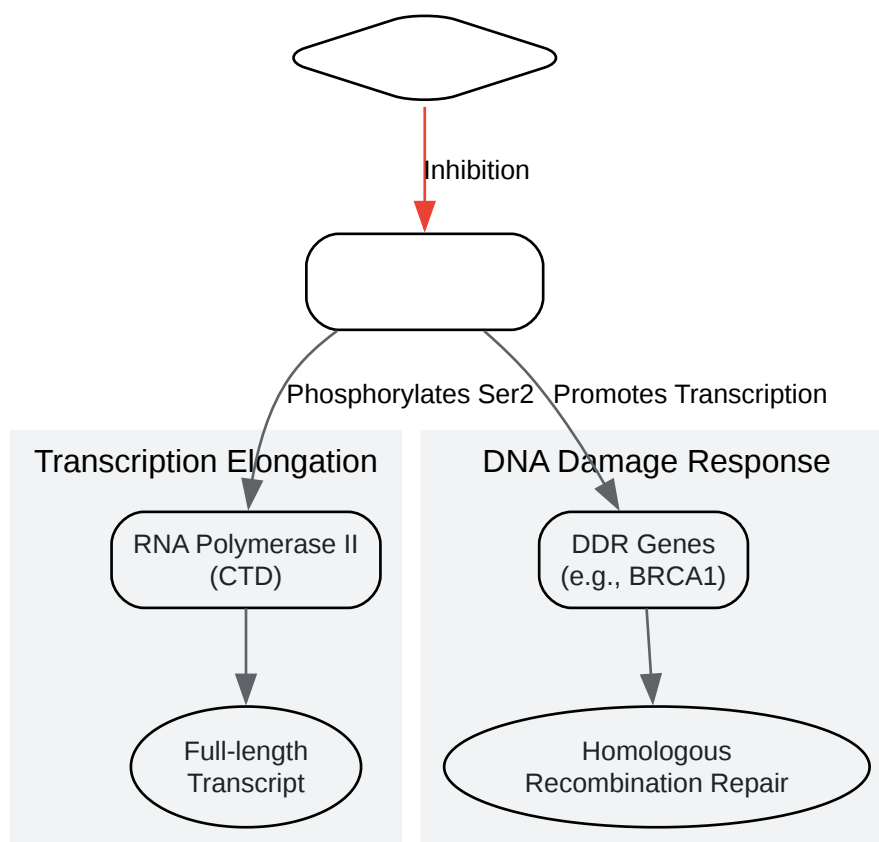 Inhibition
Phosphorylates Ser2
Promotes Transcription
Transcription Elongation
DNA Damage Response
RNA Polymerase II
(CTD)
DDR Genes
(e.g., BRCA1)
Full-length
Transcript
Homologous
Recombination Repair